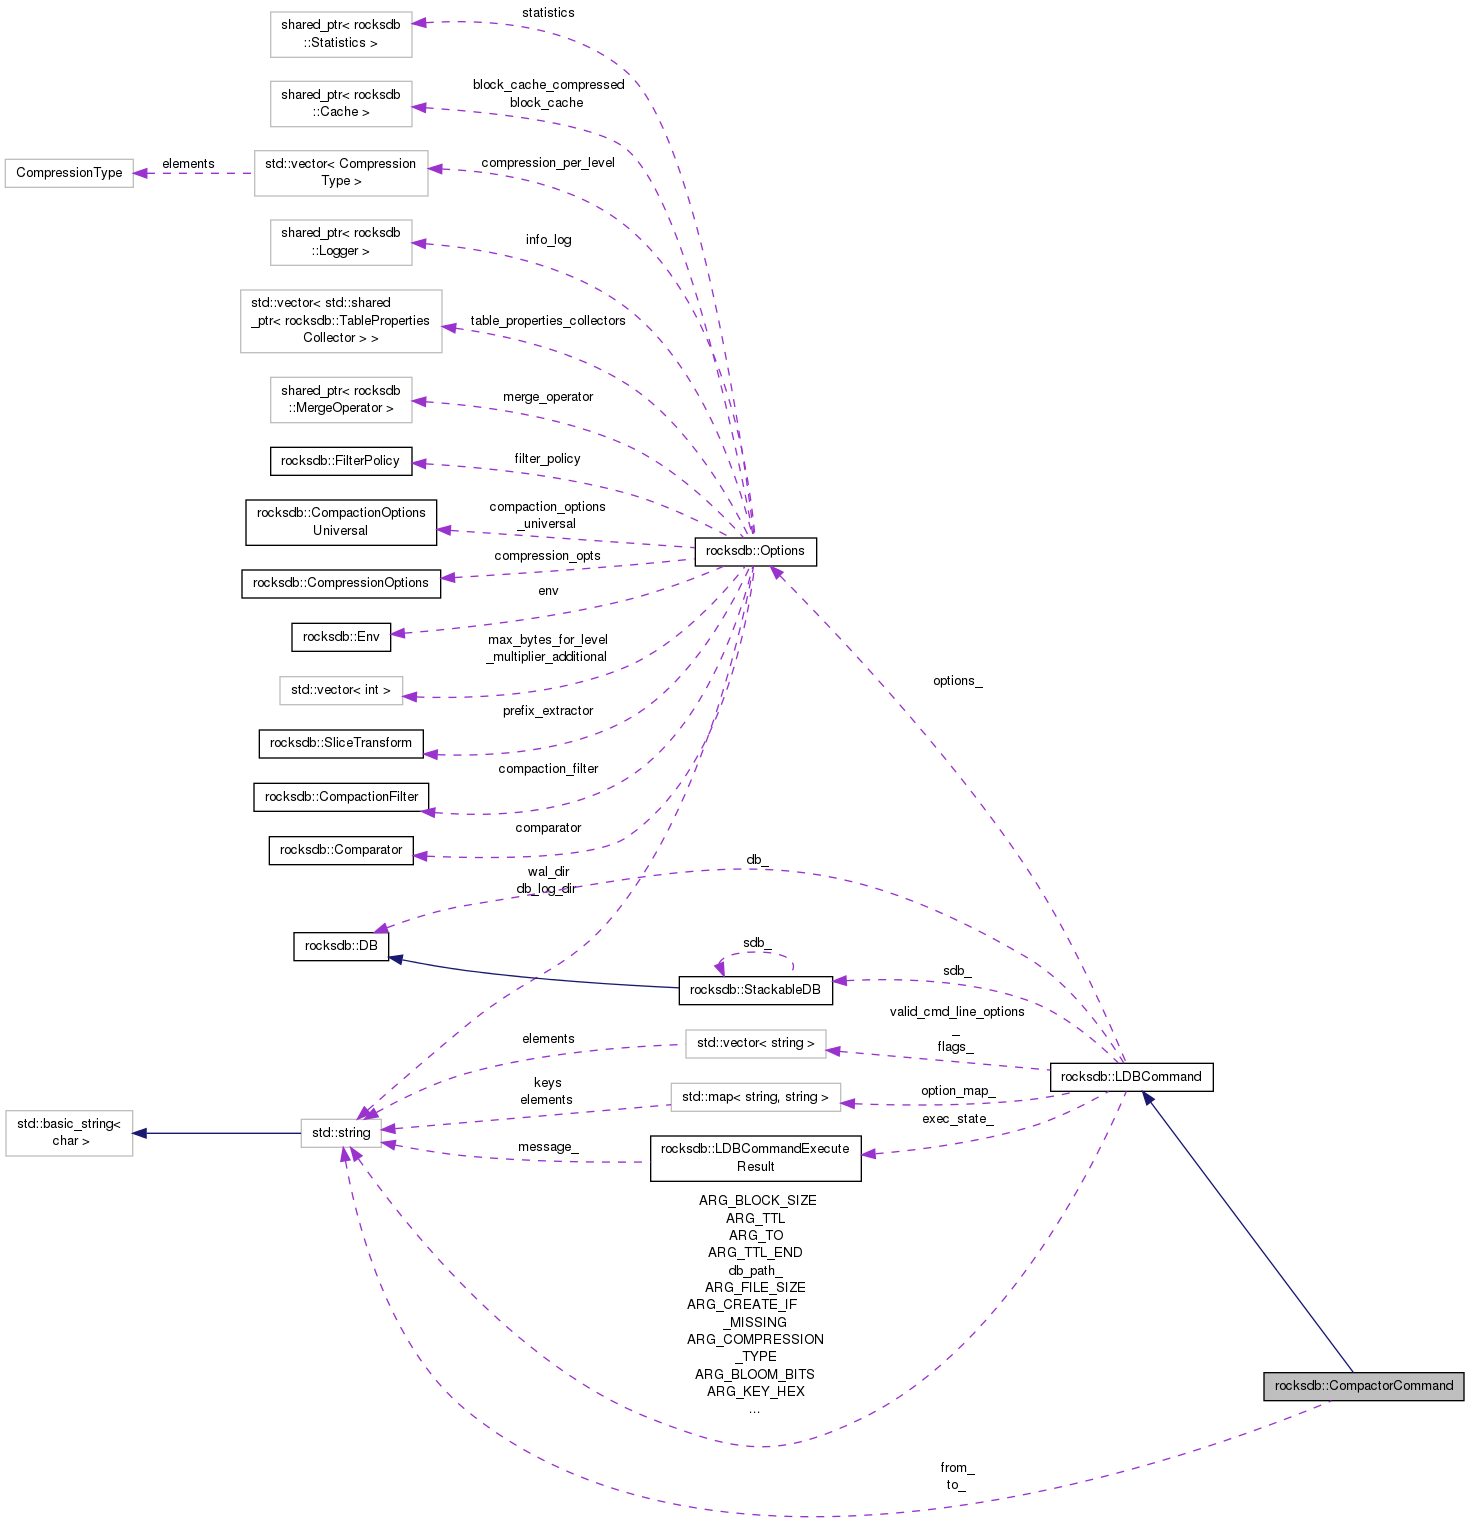 statistics
shared_ptr< rocksdb
::Statistics >
block_cache_compressed
block_cache
shared_ptr< rocksdb
::Cache >
CompressionType
elements
std::vector< Compression
Type >
compression_per_level
shared_ptr< rocksdb
::Logger >
info_log
std::vector< std::shared
_ptr< rocksdb::TableProperties
Collector > >
table_properties_collectors
shared_ptr< rocksdb
::MergeOperator >
merge_operator
rocksdb::FilterPolicy
filter_policy
rocksdb::CompactionOptions
Universal
compaction_options
_universal
rocksdb::Options
rocksdb::CompressionOptions
compression_opts
rocksdb::Env
env
std::vector< int >
max_bytes_for_level
_multiplier_additional
options_
rocksdb::SliceTransform
prefix_extractor
rocksdb::CompactionFilter
compaction_filter
rocksdb::Comparator
comparator
wal_dir
db_log_dir
db_
rocksdb::DB
sdb_
rocksdb::StackableDB
sdb_
valid_cmd_line_options
_
flags_
elements
std::vector< string >
rocksdb::LDBCommand
keys
elements
std::map< string, string >
option_map_
std::basic_string<
char >
std::string
message_
rocksdb::LDBCommandExecute
Result
exec_state_
ARG_BLOCK_SIZE
ARG_TTL
ARG_TO
ARG_TTL_END
db_path_
ARG_FILE_SIZE
ARG_CREATE_IF
_MISSING
ARG_COMPRESSION
_TYPE
ARG_BLOOM_BITS
ARG_KEY_HEX
...
rocksdb::CompactorCommand
from_
to_